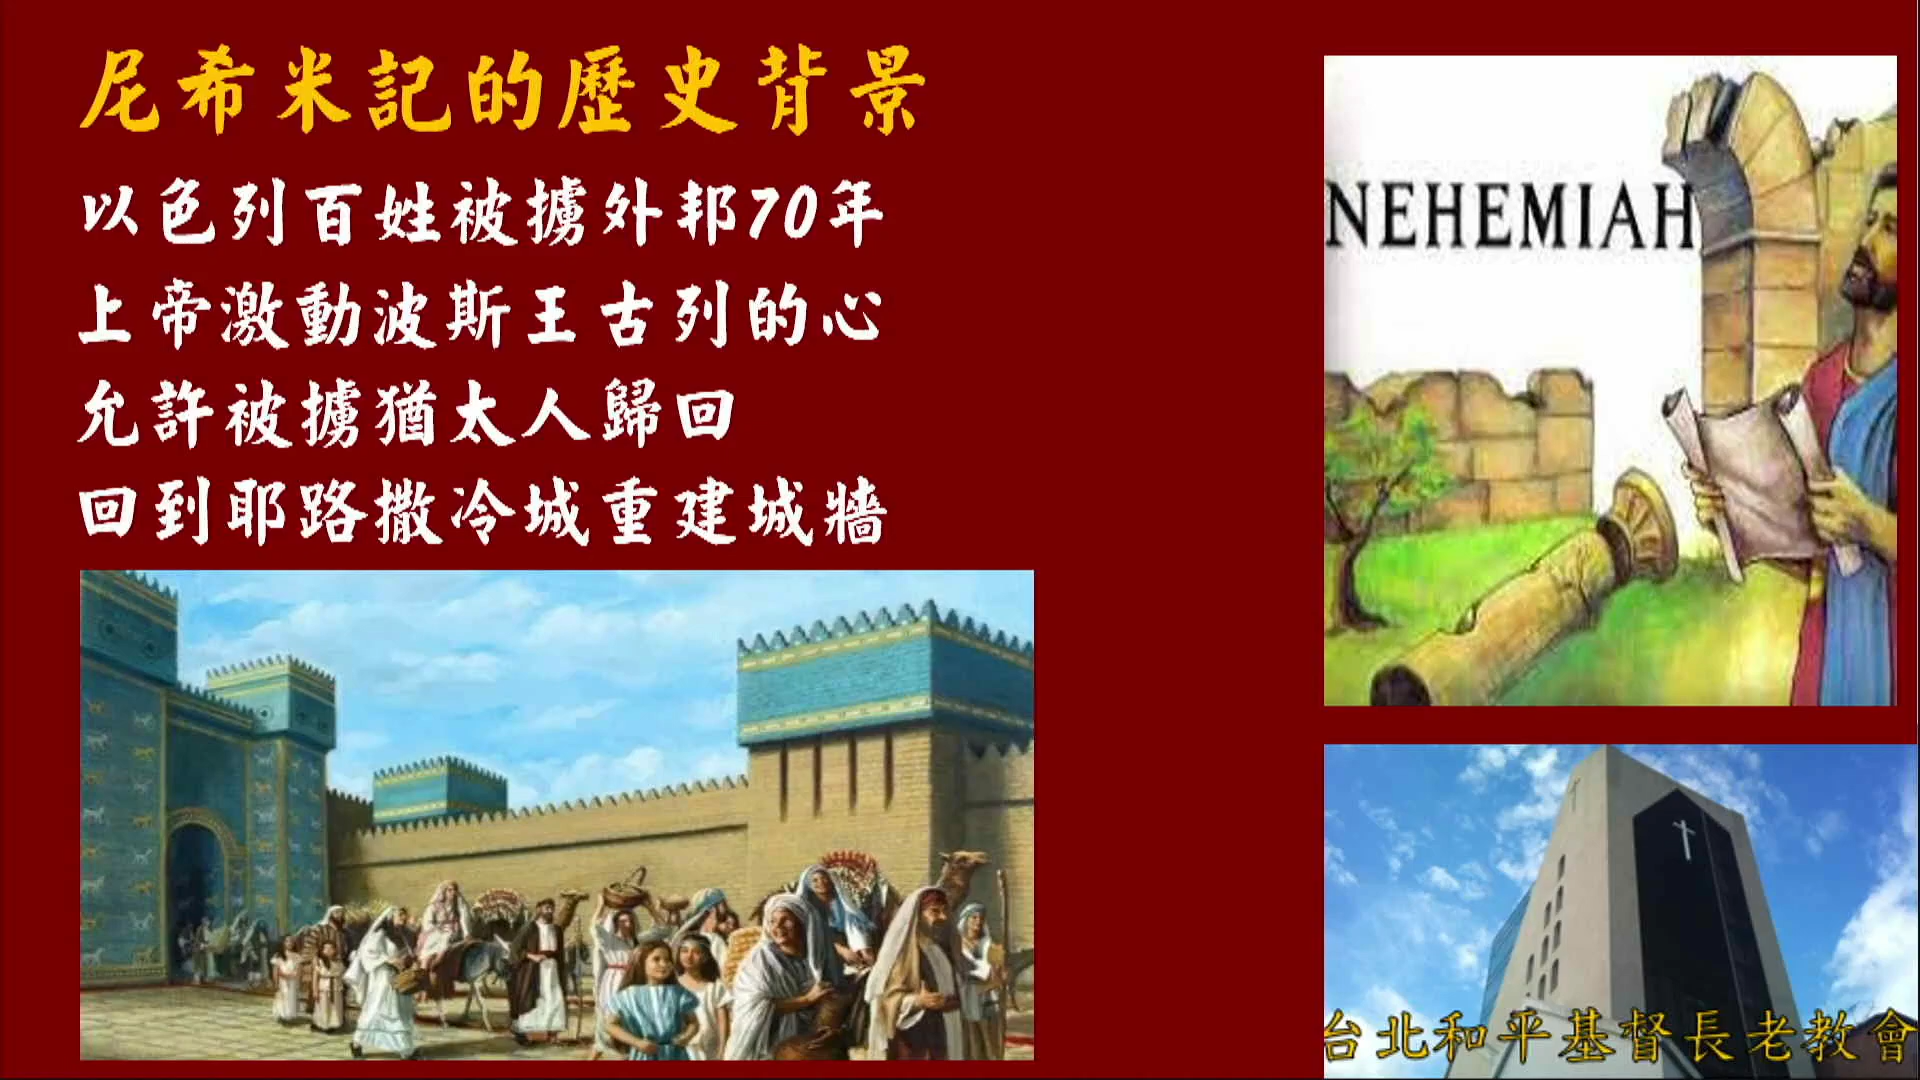 尼希米記的歷史背景
以色列百姓被擄外邦70年
上帝激動波斯王古列的心
允許被擄猶太人歸回
回到耶路撒冷城重建城牆
NEHEMIAH
台北和平基督長老教會